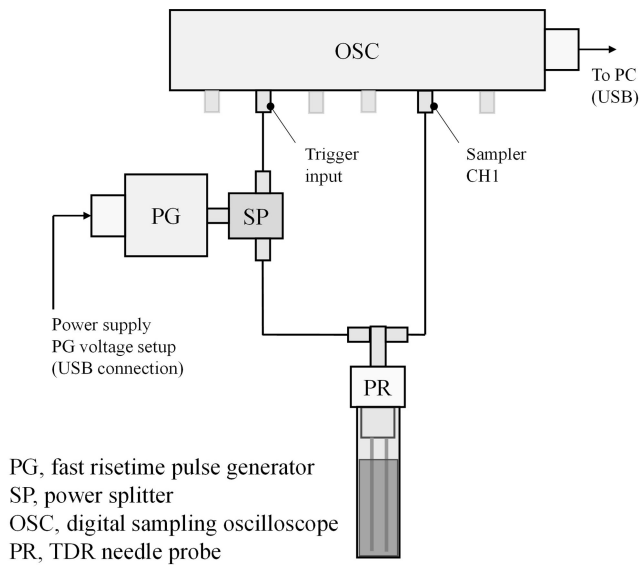 OSC
To PC
(USB)
Trigger
input
Sampler
CH1
PG
SP
Power supply
PG voltage setup
(USB connection)
PR
PG, fast risetime pulse generator
SP, power splitter
OSC, digital sampling oscilloscope
PR, TDR needle probe